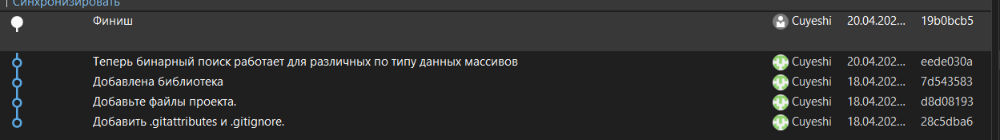 Синхронизировать
Финиш Cuyeshi 20.04.202... 19b0bcb5
Теперь бинарный поиск работает для различных по типу данных массивов Cuyeshi 20.04.202... eede030a
Добавлена библиотека Cuyeshi 18.04.202... 7d543583
Добавьте файлы проекта. Cuyeshi 18.04.202... d8d08193
Добавить .gitattributes и .gitignore. Cuyeshi 18.04.202... 28c5dba6